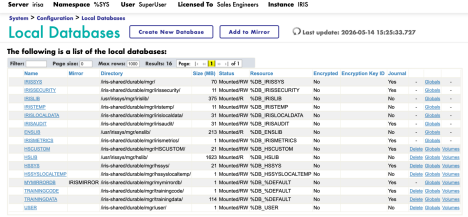 Server irisa Namespace %SYS User SuperUser Licensed To Sales Engineers Instance IRIS
System > Configuration > Local Databases
Local Databases Create New Database Add to Mirror Last update: 2026-05-14 15:25:33.727
The following is a list of the local databases:
Filter: Page size: 0 Max rows: 1000 Results: 16 Page: |< < 1 > >| of 1
Name Mirror Directory Size (MB) Status Resource Encrypted Encryption Key ID Journal
IRISSYS /iris-shared/durable/mgr/ 70 Mounted/RW %DB_IRISSYS No Yes - Globals -
IRISSECURITY /iris-shared/durable/mgr/irissecurity/ 11 Mounted/RW %DB_IRISSECURITY No Yes - Globals -
IRISLIB /usr/irissys/mgr/irislib/ 375 Mounted/R %DB_IRISLIB No No - Globals -
IRISTEMP /iris-shared/durable/mgr/iristemp/ 11 Mounted/RW %DB_IRISTEMP No No - Globals -
IRISLOCALDATA /iris-shared/durable/mgr/irislocaldata/ 31 Mounted/RW %DB_IRISLOCALDATA No No - Globals -
IRISAUDIT /iris-shared/durable/mgr/irisaudit/ 31 Mounted/RW %DB_IRISAUDIT No Yes - Globals -
ENSLIB /usr/irissys/mgr/enslib/ 213 Mounted/R %DB_ENSLIB No No - Globals -
IRISMETRICS /iris-shared/durable/mgr/irismetrics/ 1 Mounted/RW %DB_IRISMETRICS No No - Globals -
HSCUSTOM /iris-shared/durable/mgr/HSCUSTOM/ 21 Mounted/RW %DB_HSCUSTOM No Yes Delete Globals Volumes
HSLIB /usr/irissys/mgr/hslib/ 1623 Mounted/R %DB_HSLIB No No Delete Globals Volumes
HSSYS /iris-shared/durable/mgr/hssys/ 21 Mounted/RW %DB_HSSYS No Yes Delete Globals Volumes
HSSYSLOCALTEMP /iris-shared/durable/mgr/hssyslocaltemp/ 1 Mounted/RW %DB_HSSYSLOCALTEMP No No Delete Globals Volumes
MYMIRRORDB IRISMIRROR /iris-shared/durable/mgr/mymirrordb/ 1 Mounted/RW %DB_%DEFAULT No Yes Delete Globals Volumes
TRAININGCODE /iris-shared/durable/mgr/trainingcode/ 1 Mounted/RW %DB_%DEFAULT No Yes Delete Globals Volumes
TRAININGDATA /iris-shared/durable/mgr/trainingdata/ 114 Mounted/RW %DB_%DEFAULT No Yes Delete Globals Volumes
USER /iris-shared/durable/mgr/user/ 1 Mounted/RW %DB_USER No Yes Delete Globals Volumes